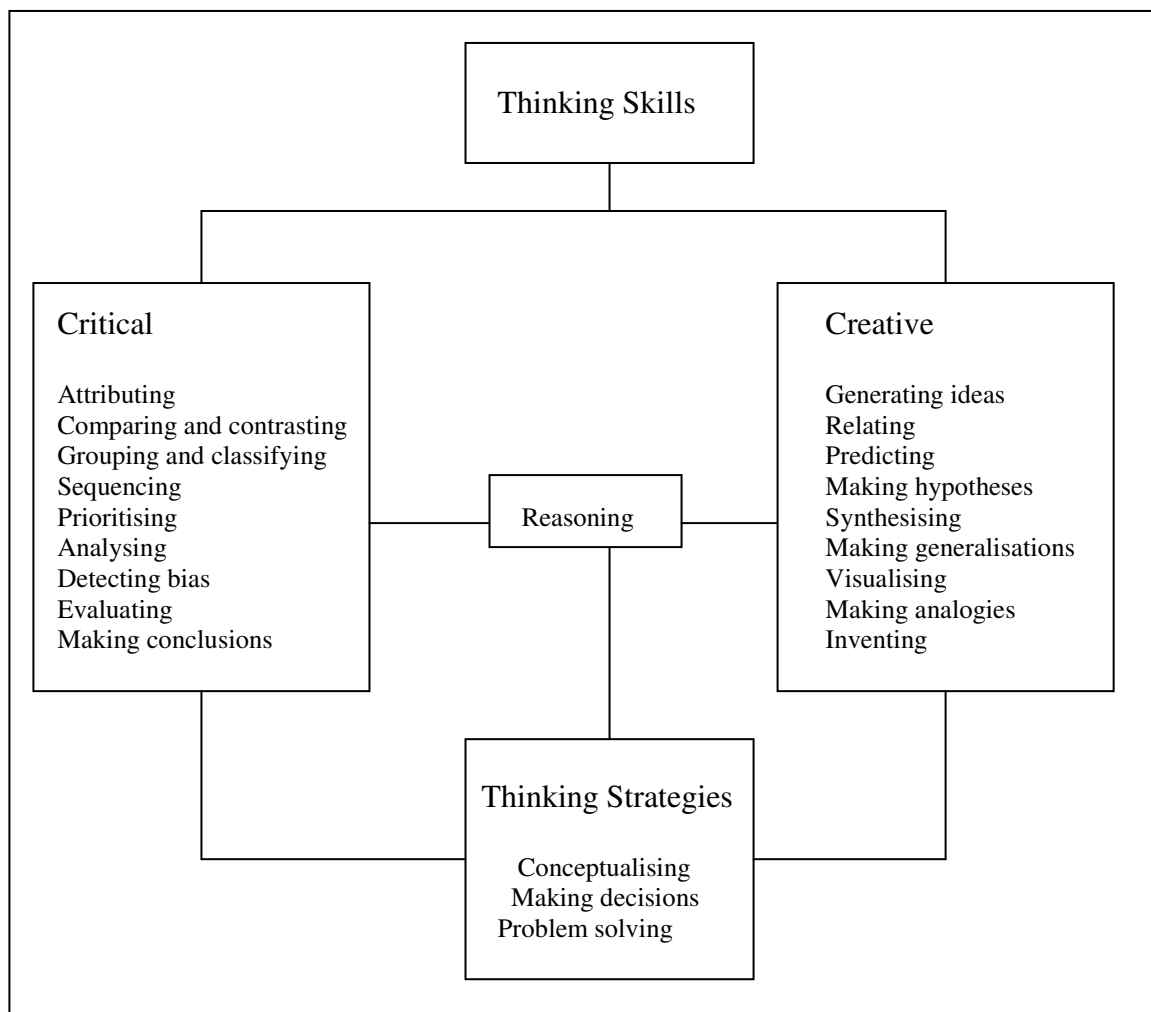 Thinking Skills
Critical
Attributing
Comparing and contrasting
Grouping and classifying
Sequencing
Prioritising
Analysing
Detecting bias
Evaluating
Making conclusions
Reasoning
Creative
Generating ideas
Relating
Predicting
Making hypotheses
Synthesising
Making generalisations
Visualising
Making analogies
Inventing
Thinking Strategies
Conceptualising
Making decisions
Problem solving